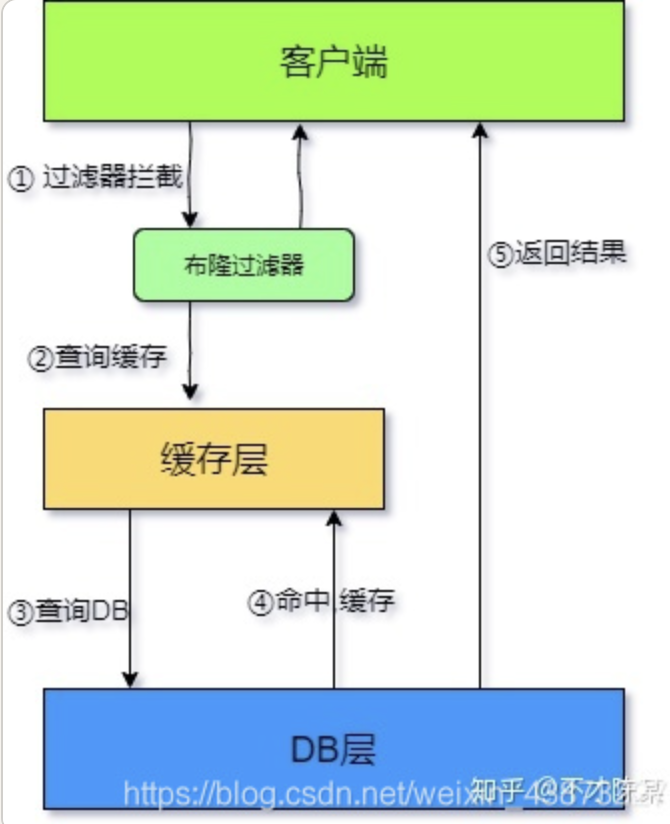 客户端
① 过滤器拦截
⑤返回结果
布隆过滤器
②查询缓存
缓存层
③查询DB
④命中,缓存
DB层
知乎 @不才陈某
https://blog.csdn.net/weixin_